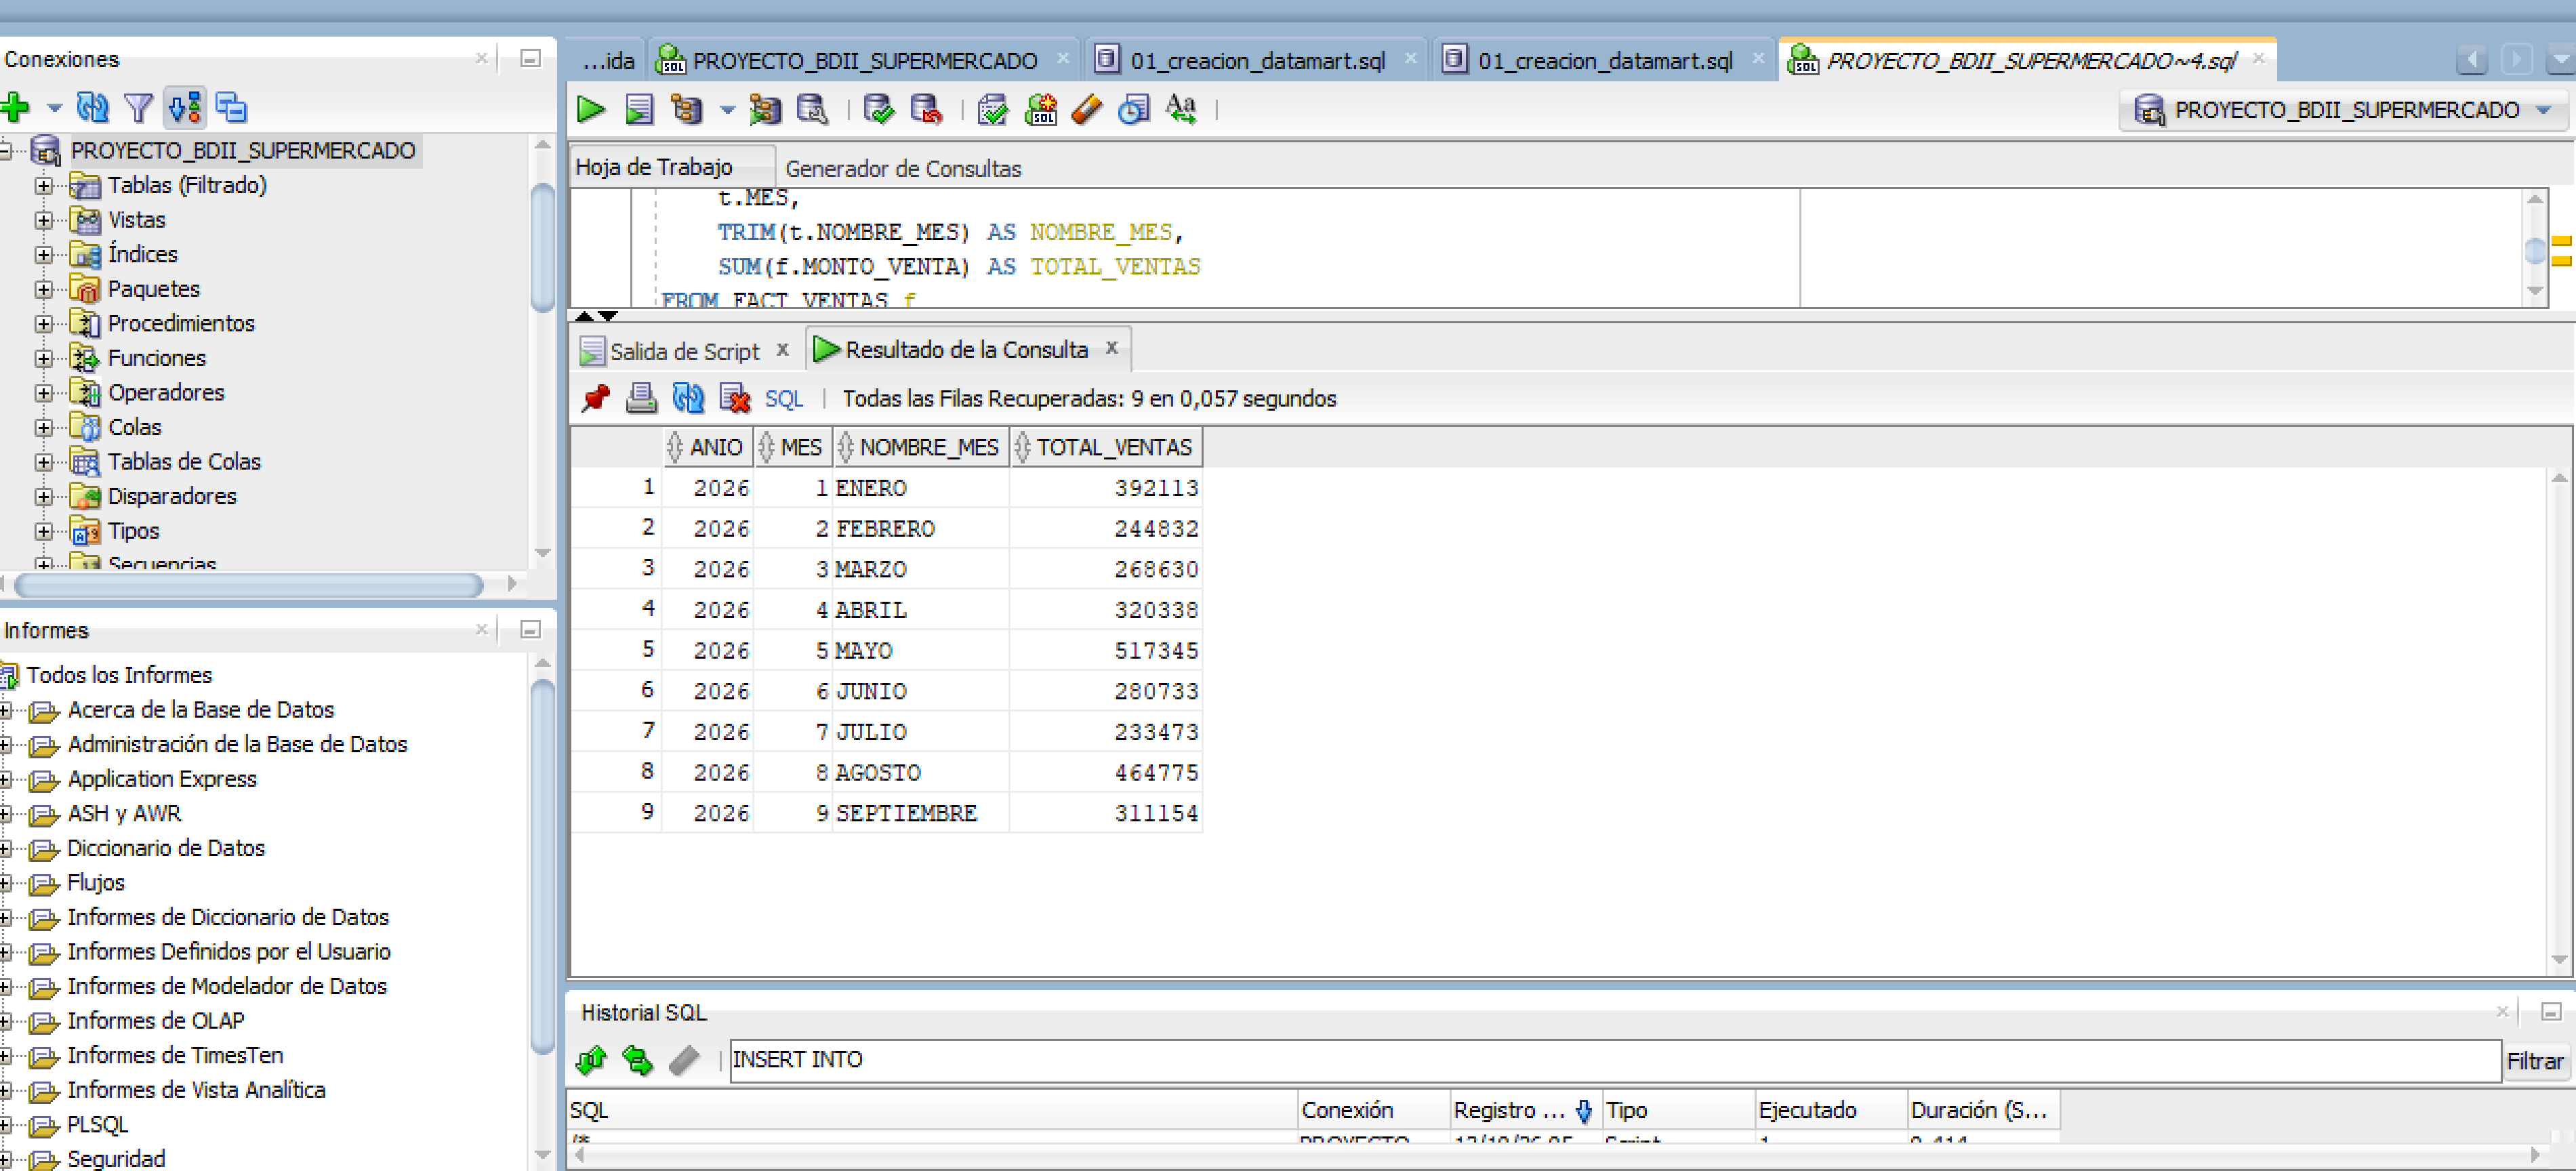 Conexiones
PROYECTO_BDII_SUPERMERCADO
Tablas (Filtrado)
Vistas
Índices
Paquetes
Procedimientos
Funciones
Operadores
Colas
Tablas de Colas
Disparadores
Tipos
Secuencias
Informes
Todos los Informes
Acerca de la Base de Datos
Administración de la Base de Datos
Application Express
ASH y AWR
Diccionario de Datos
Flujos
Informes de Diccionario de Datos
Informes Definidos por el Usuario
Informes de Modelador de Datos
Informes de OLAP
Informes de TimesTen
Informes de Vista Analítica
PLSQL
Seguridad
...ida PROYECTO_BDII_SUPERMERCADO 01_creacion_datamart.sql 01_creacion_datamart.sql PROYECTO_BDII_SUPERMERCADO~4.sql
PROYECTO_BDII_SUPERMERCADO
Hoja de Trabajo Generador de Consultas
t.MES,
TRIM(t.NOMBRE_MES) AS NOMBRE_MES,
SUM(f.MONTO_VENTA) AS TOTAL_VENTAS
FROM FACT_VENTAS f
Salida de Script x Resultado de la Consulta x
SQL | Todas las Filas Recuperadas: 9 en 0,057 segundos
ANIO MES NOMBRE_MES TOTAL_VENTAS
1 2026 1 ENERO 392113
2 2026 2 FEBRERO 244832
3 2026 3 MARZO 268630
4 2026 4 ABRIL 320338
5 2026 5 MAYO 517345
6 2026 6 JUNIO 280733
7 2026 7 JULIO 233473
8 2026 8 AGOSTO 464775
9 2026 9 SEPTIEMBRE 311154
Historial SQL
INSERT INTO Filtrar
SQL Conexión Registro ... Tipo Ejecutado Duración (S...
/* PROYECTO Script 1